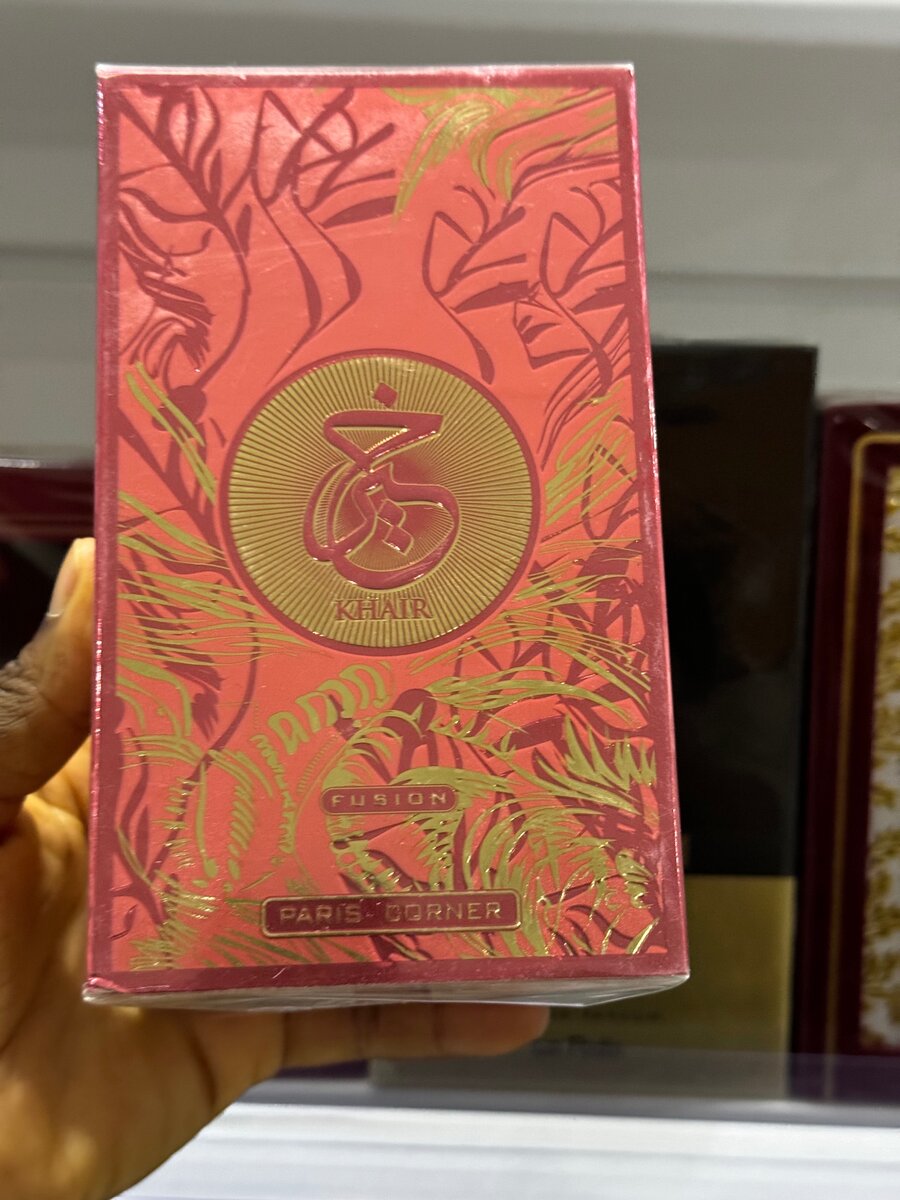 خير
KHAIR
FUSION
PARIS CORNER